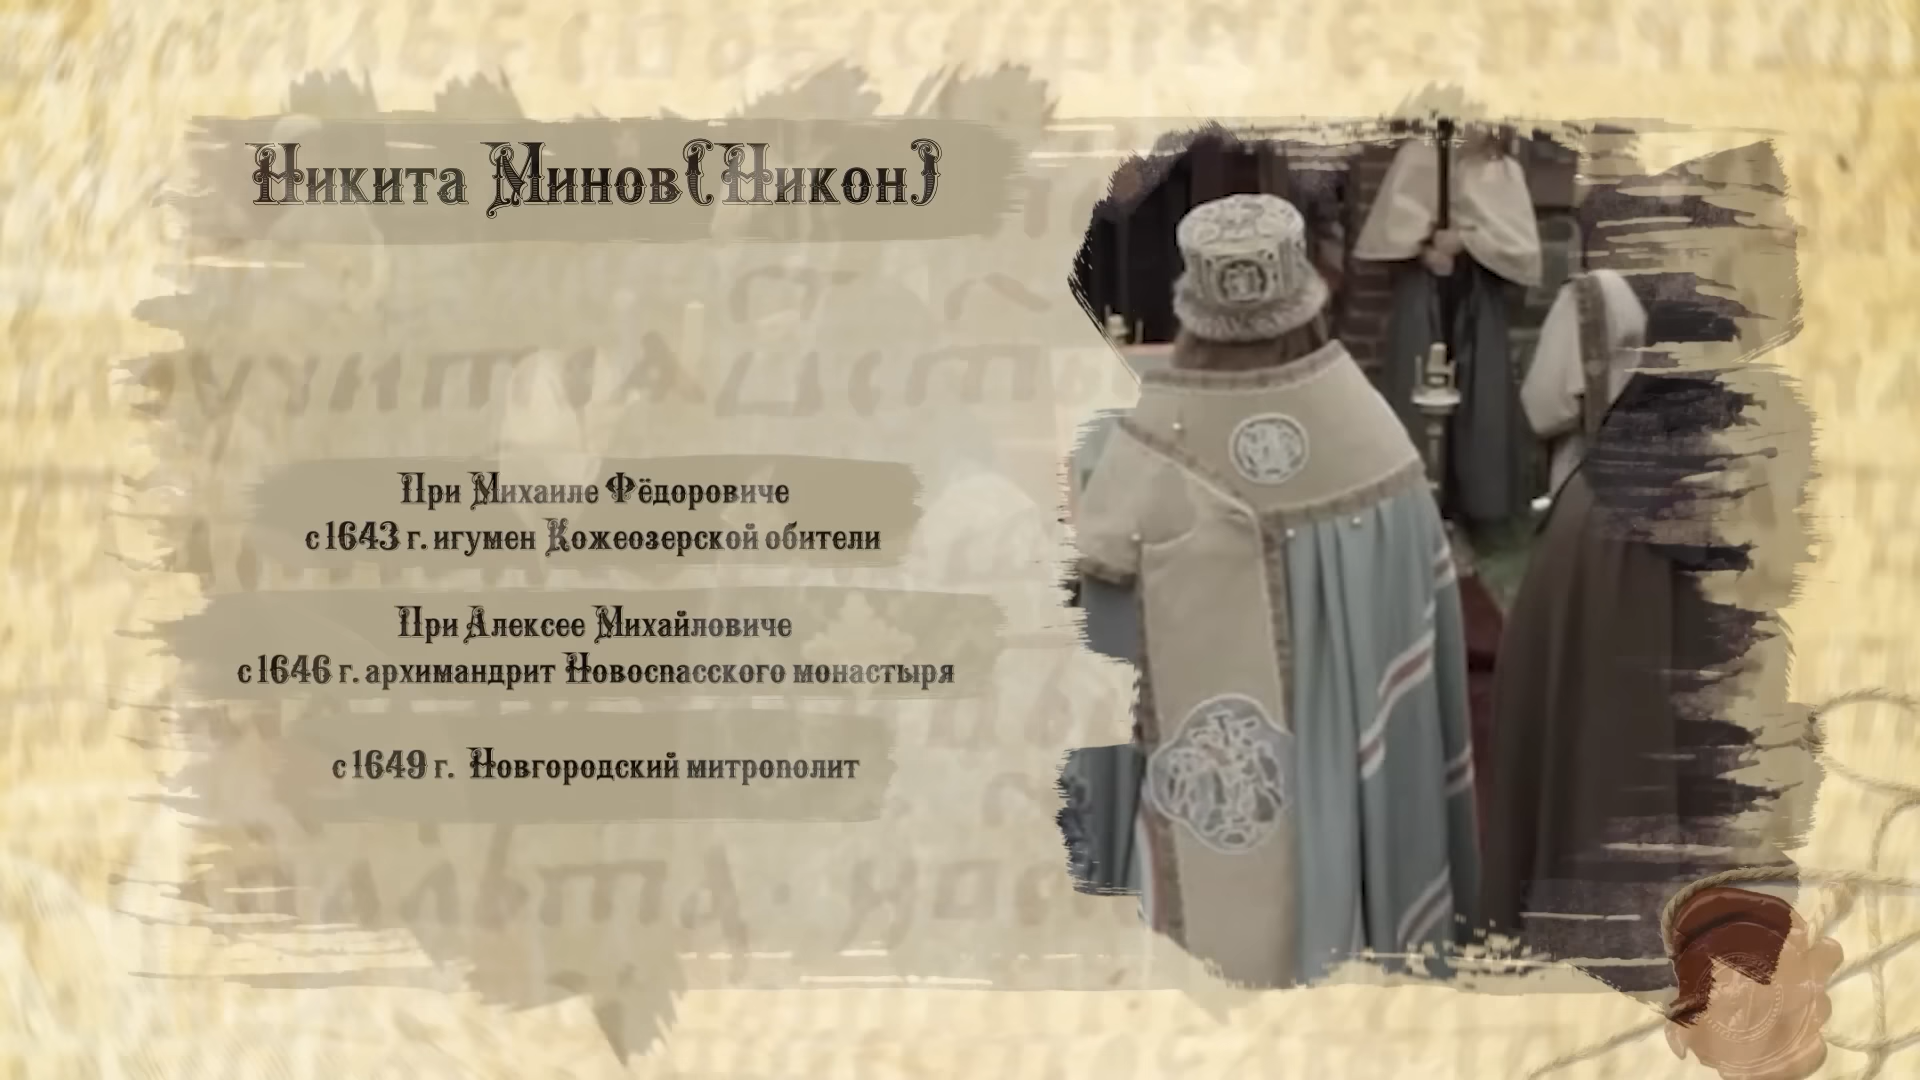 Никита Минов(Никон)
При Михаиле Фёдоровиче
с 1643 г. игумен Кожеозерской обители
При Алексее Михайловиче
с 1646 г. архимандрит Новоспасского монастыря
с 1649 г. Новгородский митрополит